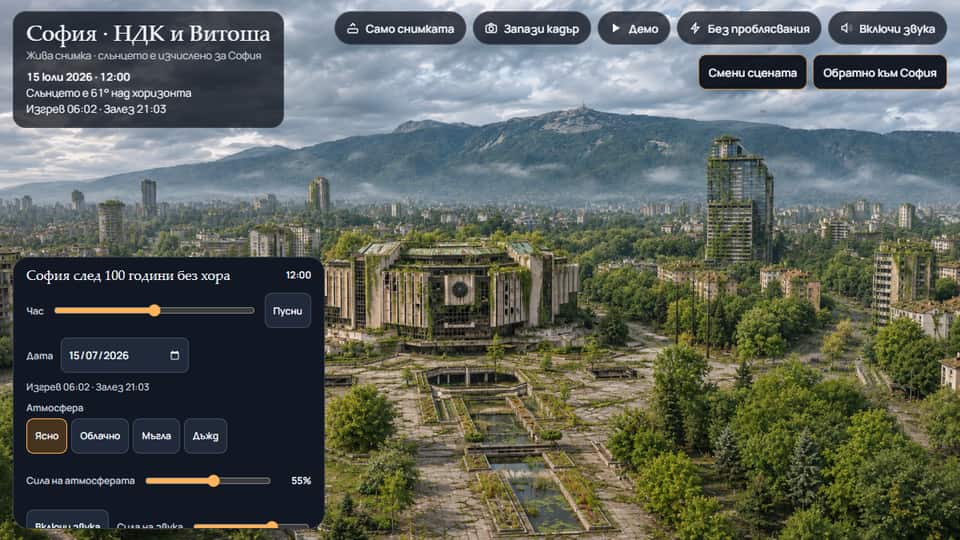 София · НДК и Витоша
Жива снимка · слънцето е изчислено за София
15 юли 2026 · 12:00
Слънцето е 61° над хоризонта
Изгрев 06:02 · Залез 21:03
Само снимката
Запази кадър
Демо
Без проблясвания
Включи звука
Смени сцената
Обратно към София
София след 100 години без хора 12:00
Час
Пусни
Дата 15/07/2026
Изгрев 06:02 · Залез 21:03
Атмосфера
Ясно
Облачно
Мъгла
Дъжд
Сила на атмосферата 55%
Включи звука
Сила на звука